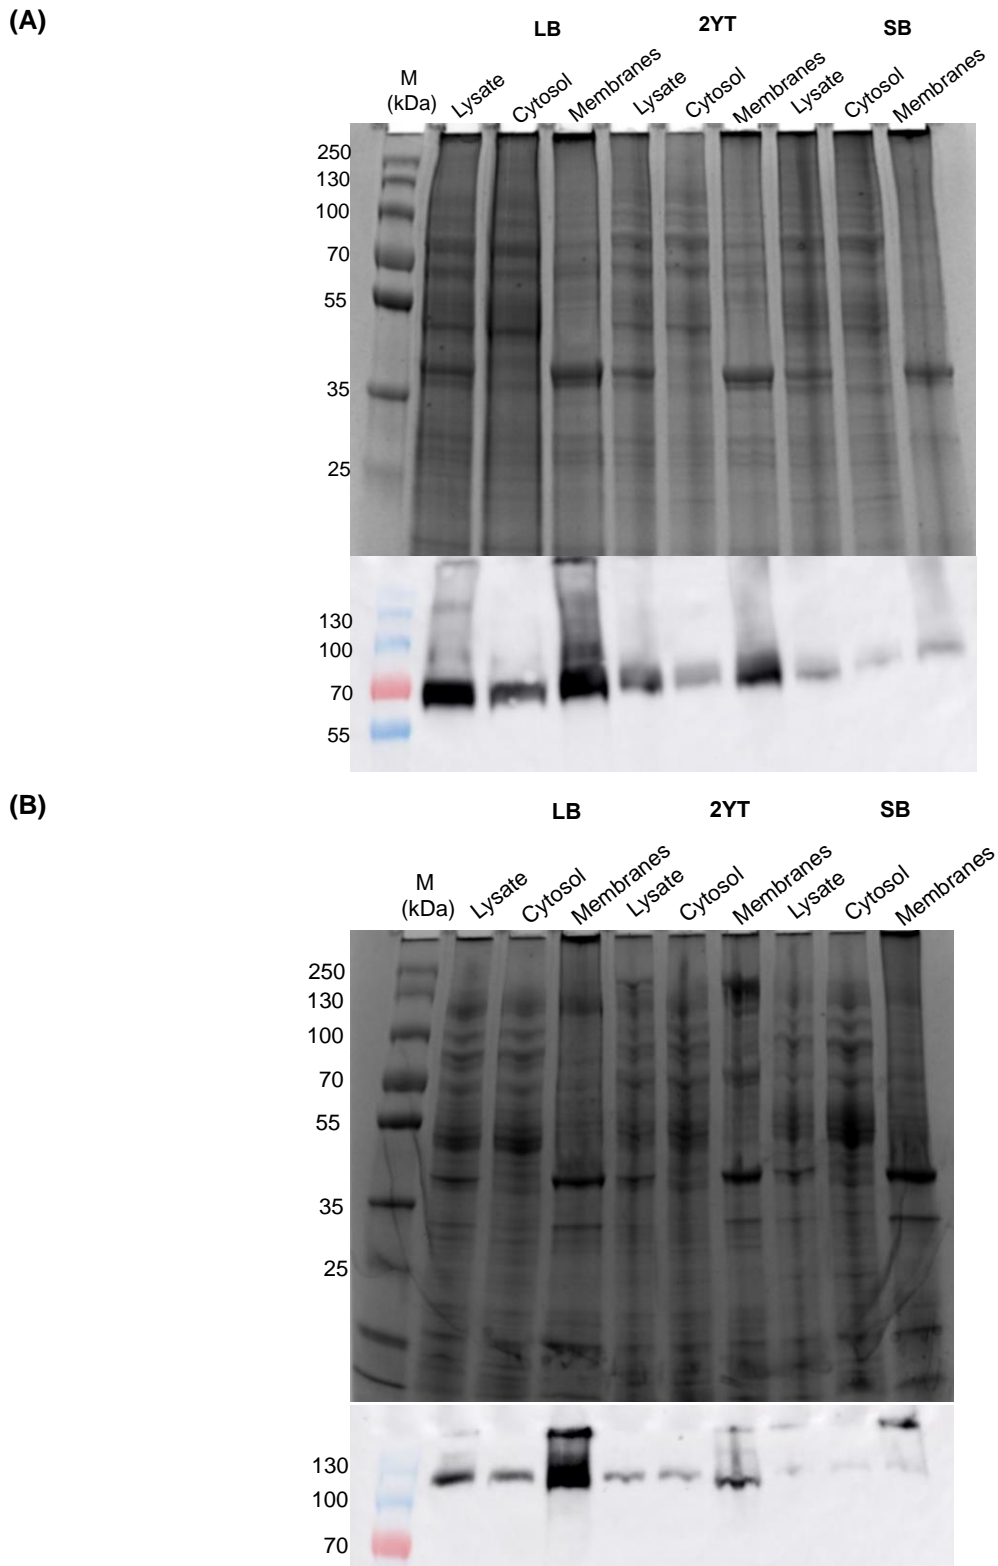 (A)
LB 2YT SB
M
(kDa) Lysate Cytosol Membranes Lysate Cytosol Membranes Lysate Cytosol Membranes
250
130
100
70
55
35
25
130
100
70
55
(B)
LB 2YT SB
M
(kDa) Lysate Cytosol Membranes Lysate Cytosol Membranes Lysate Cytosol Membranes
250
130
100
70
55
35
25
130
100
70